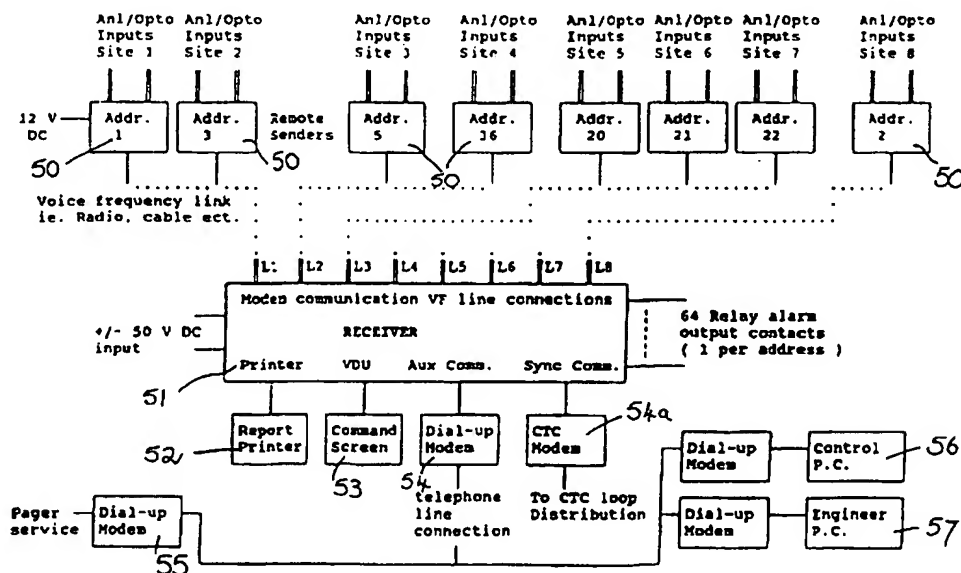 Anl/Opto Anl/Opto Anl/Opto Anl/Opto Anl/Opto Anl/Opto Anl/Opto Anl/Opto
Inputs Inputs Inputs Inputs Inputs Inputs Inputs Inputs
Site 1 Site 2 Site 3 Site 4 Site 5 Site 6 Site 7 Site 8
12 V DC
Addr. 1
Addr. 3
Remote Senders
Addr. 5
Addr. 16
Addr. 20
Addr. 21
Addr. 22
Addr. 2
50 50 50 50
Voice frequency link
ie. Radio, cable ect.
L1 L2 L3 L4 L5 L6 L7 L8
Modem communication VF line connections
+/- 50 V DC
input
RECEIVER
64 Relay alarm
output contacts
( 1 per address )
Printer VDU Aux Comm. Sync Comm.
51
Report
Printer
52
Command
Screen
53
Dial-up
Modem
54
CTC
Modem
54a
telephone
line
connection
To CTC loop
Distribution
Dial-up
Modem
Control
P.C.
56
Dial-up
Modem
Engineer
P.C.
57
Pager
service
Dial-up
Modem
55